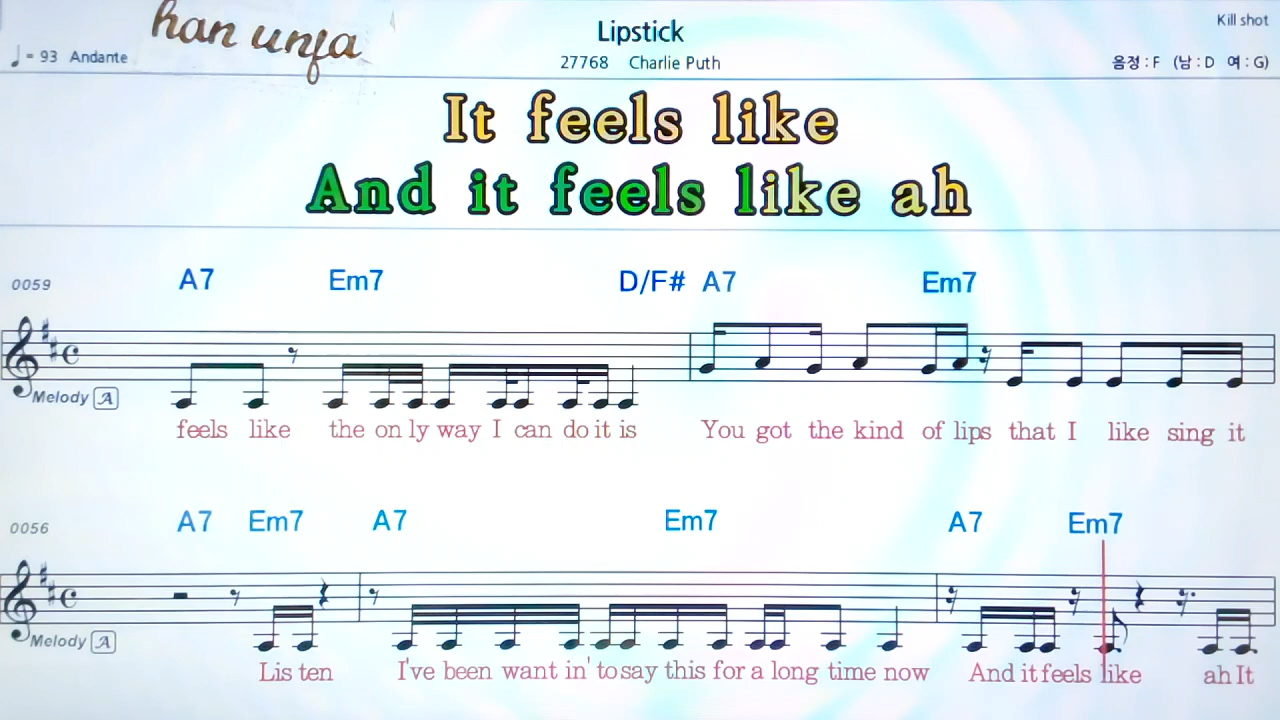 han unfa
Lipstick
Kill shot
♩= 93 Andante
27768 Charlie Puth
음정 : F (남 : D 여 : G)
It feels like
And it feels like ah
0059
A7 Em7 D/F# A7 Em7
Melody A
feels like the on ly way I can do it is You got the kind of lips that I like sing it
0056
A7 Em7 A7 Em7 A7 Em7
Melody A
Lis ten I've been want in' to say this for a long time now And it feels like ah It